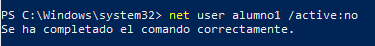 PS C:\Windows\system32> net user alumno1 /active:no
Se ha completado el comando correctamente.